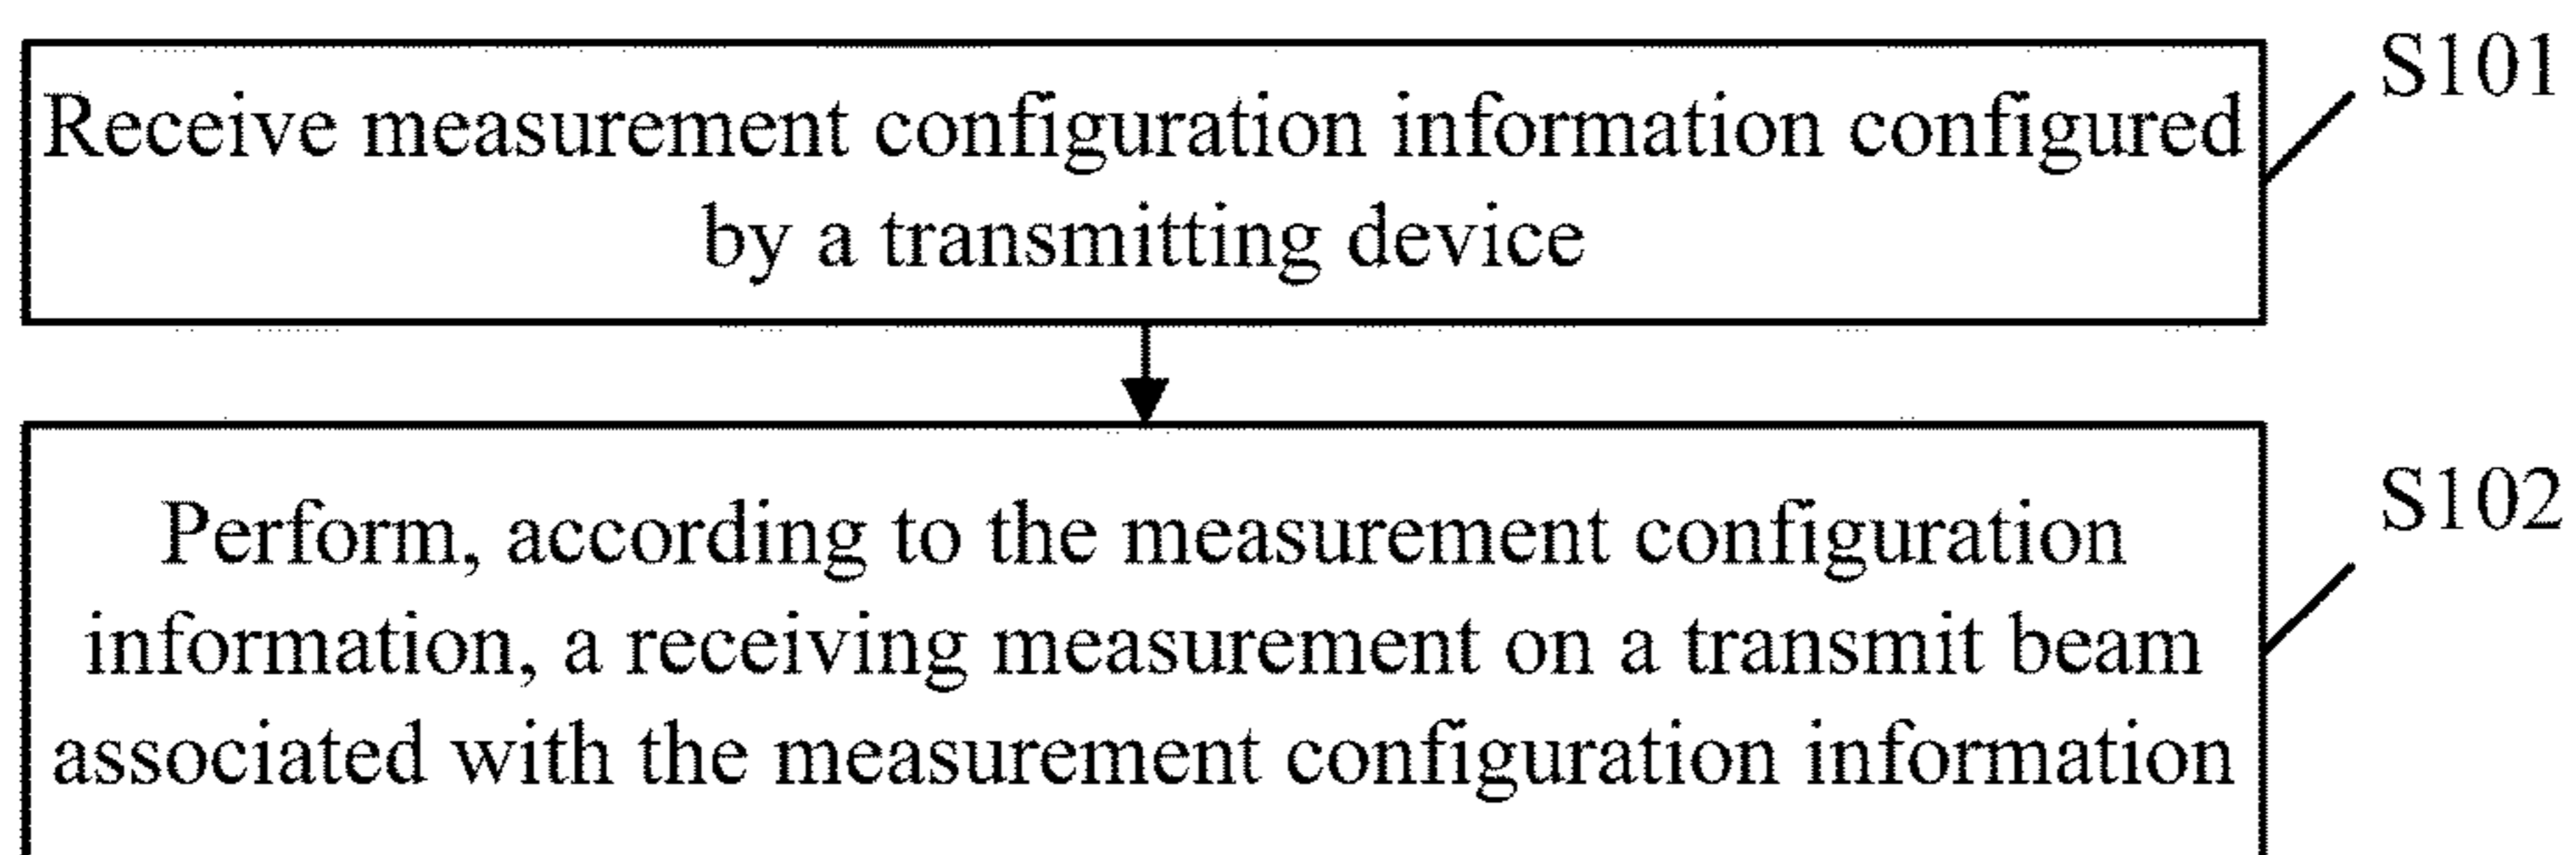 Receive measurement configuration information configured
by a transmitting device
S101
Perform, according to the measurement configuration
information, a receiving measurement on a transmit beam
associated with the measurement configuration information
S102